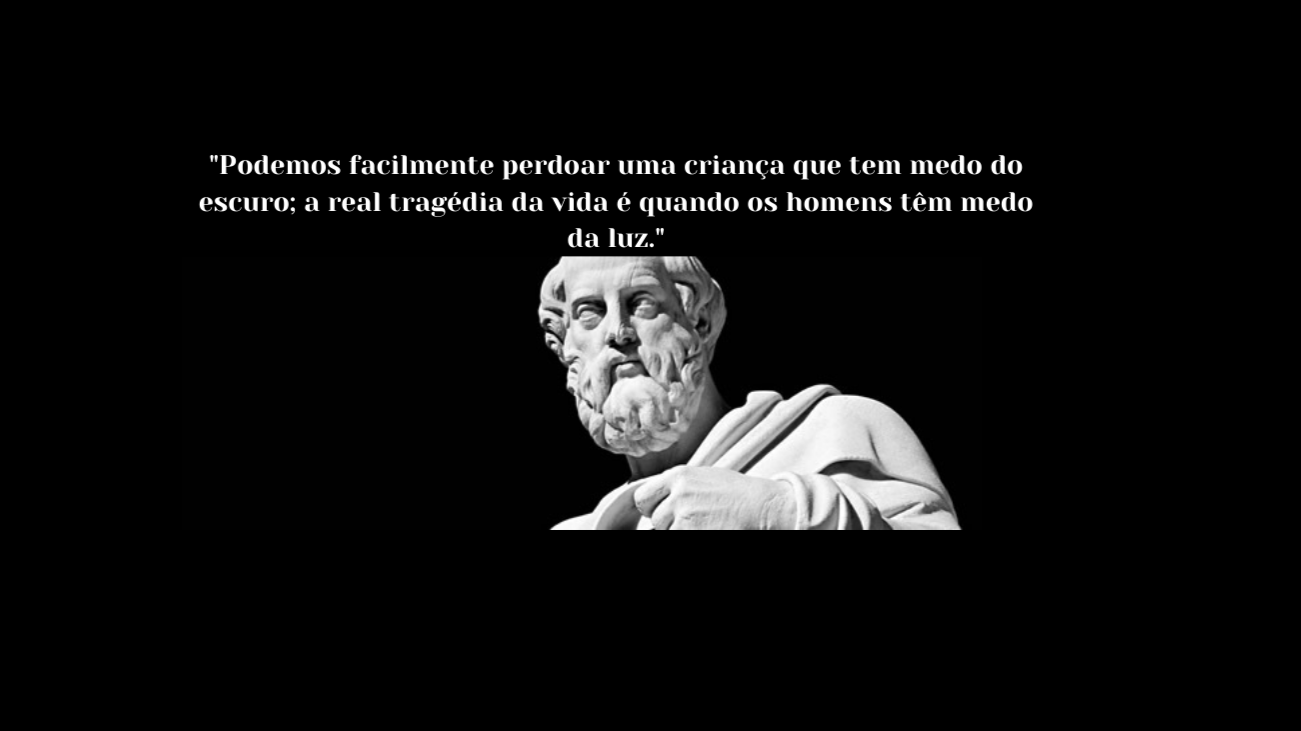 "Podemos facilmente perdoar uma criança que tem medo do
escuro; a real tragédia da vida é quando os homens têm medo
da luz."